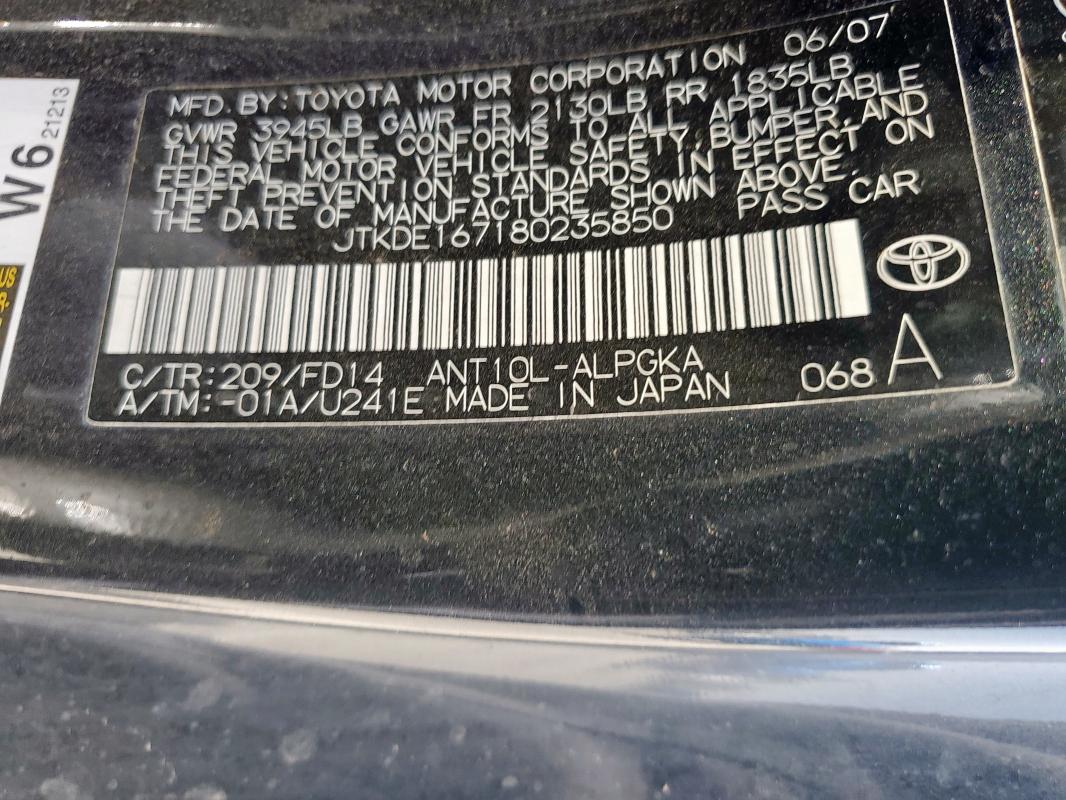 W6 21213
US
R-
MFD.BY:TOYOTA MOTOR CORPORATION 06/07
GVWR 3945LB GAWR FR 2130LB RR 1835LB
THIS VEHICLE CONFORMS TO ALL APPLICABLE
FEDERAL MOTOR VEHICLE SAFETY,BUMPER,AND
THEFT PREVENTION STANDARDS IN EFFECT ON
THE DATE OF MANUFACTURE SHOWN ABOVE.
JTKDE167180235850 PASS CAR
C/TR:209/FD14 ANT10L-ALPGKA
A/TM:-01A/U241E MADE IN JAPAN 068 A